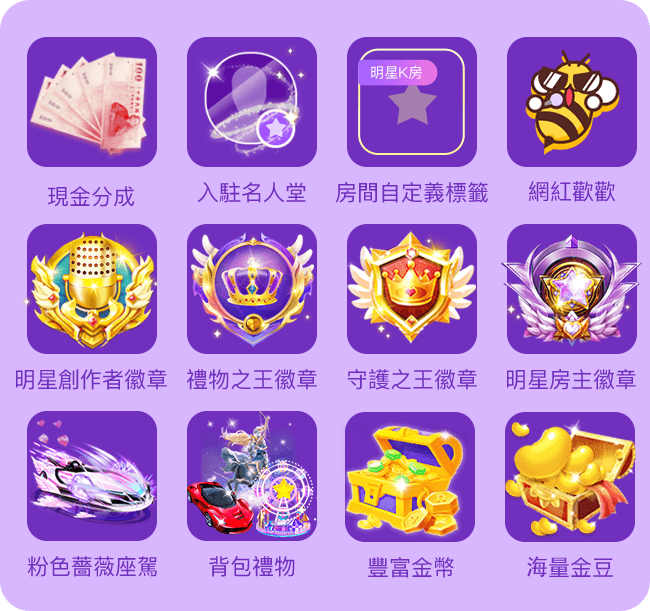 100
明星K房
現金分成
入駐名人堂
房間自定義標籤
網紅歡歡
明星創作者徽章
禮物之王徽章
守護之王徽章
明星房主徽章
粉色薔薇座駕
背包禮物
豐富金幣
海量金豆